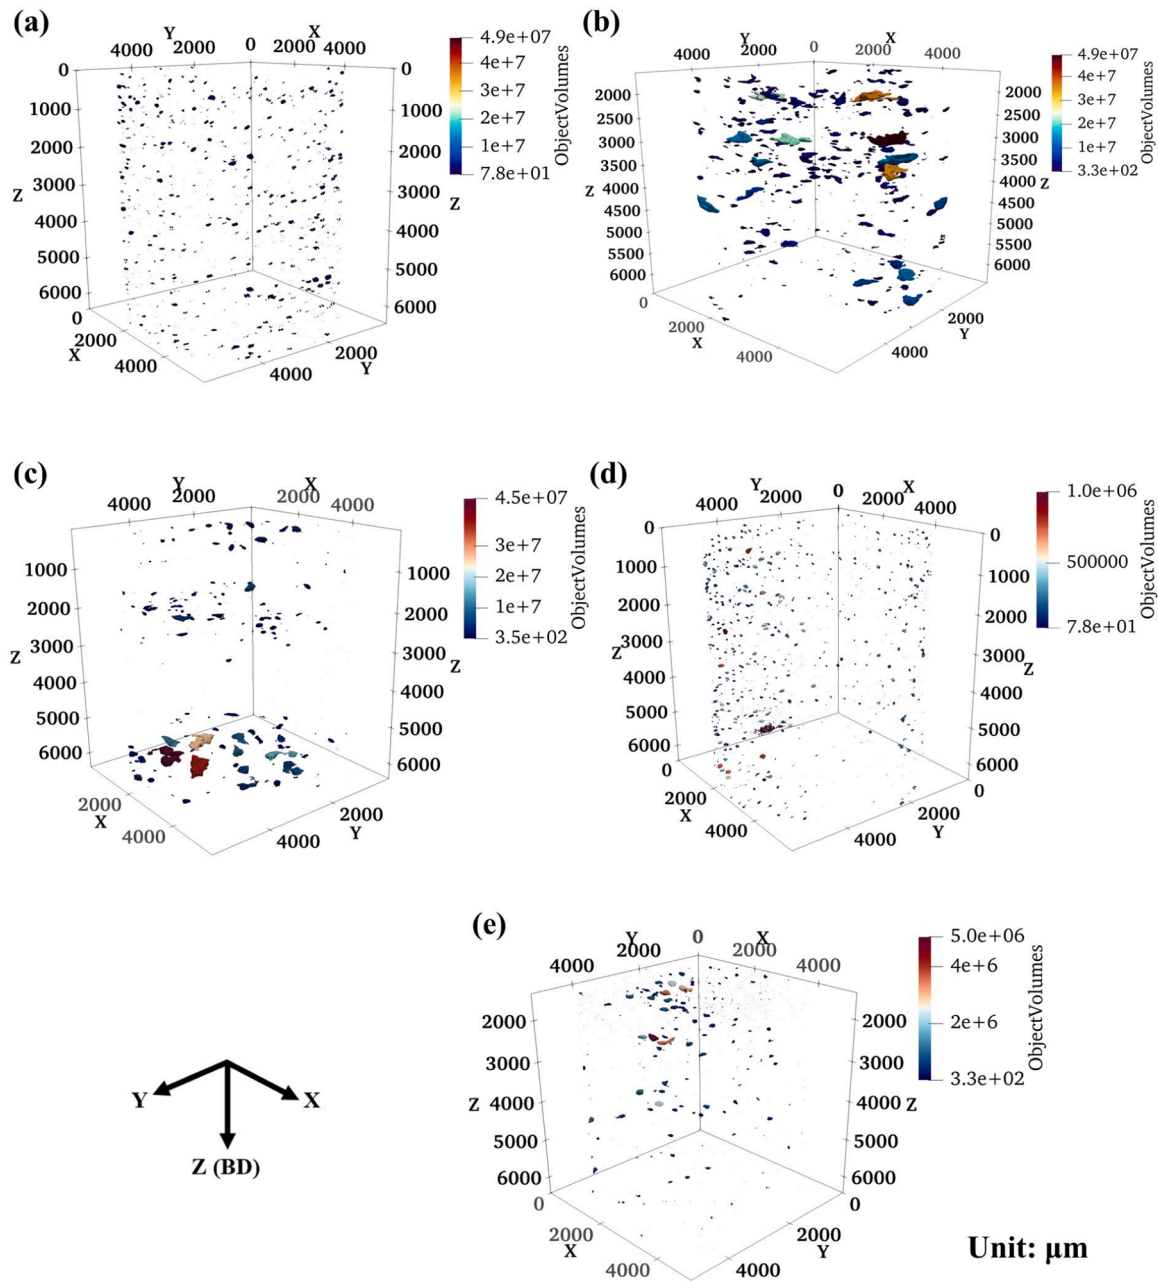 (a)
Y X
4000 2000 0 2000 4000
0 0
1000 1000
2000 2000
3000 3000
Z Z
4000 4000
5000 5000
6000 6000
0
2000 2000
X Y
4000 4000
4.9e+07
4e+7
3e+7
2e+7
1e+7
7.8e+01
ObjectVolumes
(b)
Y X
4000 2000 0 2000 4000
2000 2000
2500 2500
3000 3000
3500 3500
Z 4000 4000 Z
4500 4500
5000 5000
5500 5500
6000 6000
0
2000 Y
X
4000 4000 2000
4.9e+07
4e+7
3e+7
2e+7
1e+7
3.3e+02
ObjectVolumes
(c)
Y X
4000 2000 2000 4000
1000 1000
2000 2000
3000 3000
Z Z
4000 4000
5000 5000
6000 6000
2000 2000
X Y
4000 4000
4.5e+07
3e+7
2e+7
1e+7
3.5e+02
ObjectVolumes
(d)
Y X
4000 2000 0 2000 4000
0 0
1000 1000
2000 2000
3000 3000
Z Z
4000 4000
5000 5000
6000 6000
0 0
2000 2000
X Y
4000 4000
1.0e+06
500000
7.8e+01
ObjectVolumes
(e)
Y X
4000 2000 0 2000 4000
2000 2000
3000 3000
Z 4000 4000 Z
5000 5000
6000 6000
0 0
2000 2000
X Y
4000 4000
5.0e+06
4e+6
2e+6
3.3e+02
ObjectVolumes
Y X
Z (BD)
Unit: μm